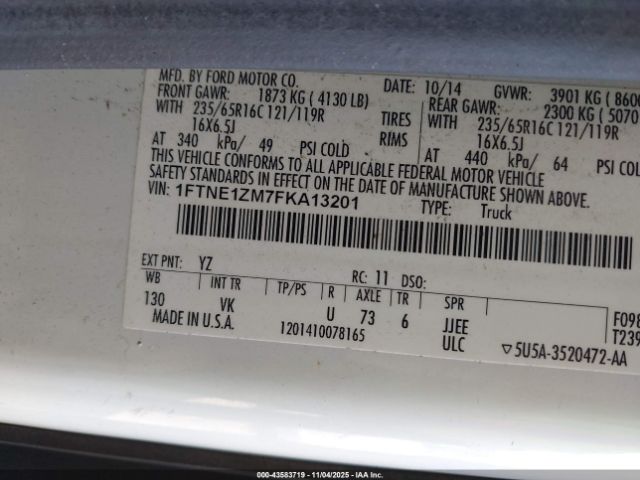 MFD. BY FORD MOTOR CO.
DATE: 10/14 GVWR: 3901 KG (8600
FRONT GAWR: 1873 KG (4130 LB)
REAR GAWR: 2300 KG (5070
WITH 235/65R16C 121/119R TIRES WITH 235/65R16C 121/119R
16X6.5J RIMS 16X6.5J
AT 340 kPa/ 49 PSI COLD AT 440 kPa/ 64 PSI COL
THIS VEHICLE CONFORMS TO ALL APPLICABLE FEDERAL MOTOR VEHICLE
SAFETY STANDARDS IN EFFECT ON THE DATE OF MANUFACTURE SHOWN ABOVE.
VIN: 1FTNE1ZM7FKA13201 TYPE: Truck
EXT PNT: YZ RC: 11 DSO:
WB INT TR TP/PS R AXLE TR SPR
130 VK U 73 6 JJEE F098
MADE IN U.S.A. 1201410078165 ULC ▽5U5A-3520472-AA T239
000-43583719 - 11/04/2025 - IAA Inc.